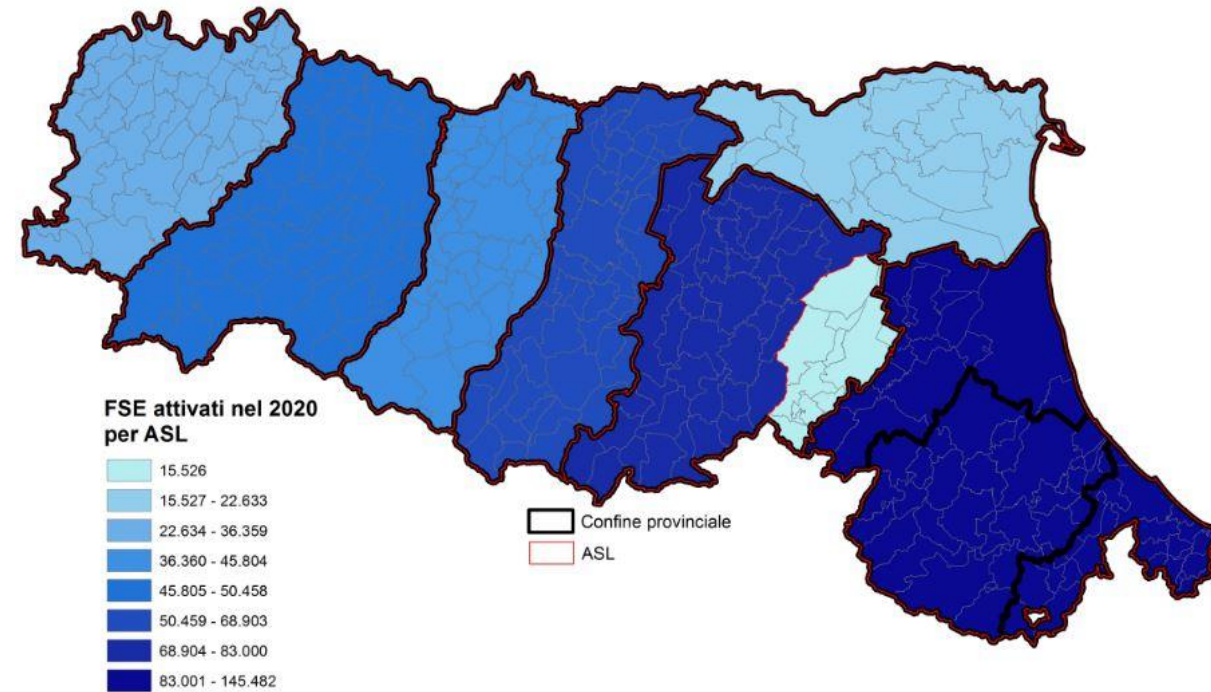 FSE attivati nel 2020
per ASL
15.526
15.527 - 22.633
22.634 - 36.359
36.360 - 45.804
45.805 - 50.458
50.459 - 68.903
68.904 - 83.000
83.001 - 145.482
Confine provinciale
ASL